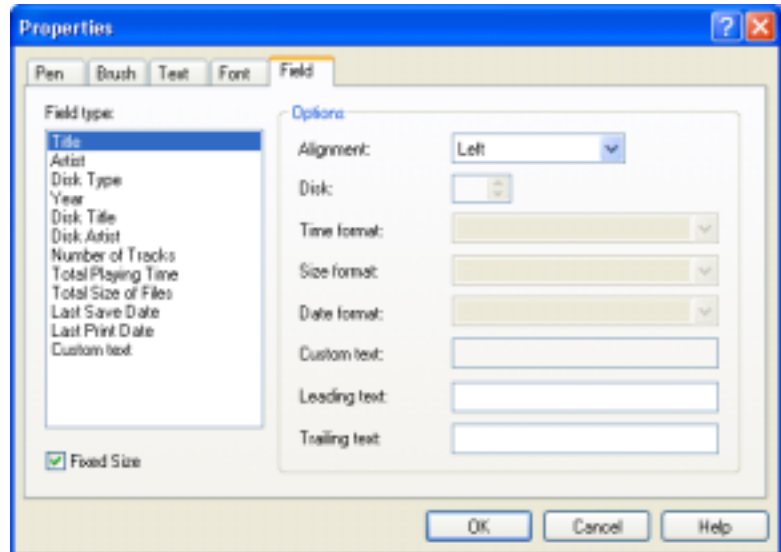 Properties
Pen Brush Text Font Field
Field type:
Title
Artist
Disk Type
Year
Disk Title
Disk Artist
Number of Tracks
Total Playing Time
Total Size of Files
Last Save Date
Last Print Date
Custom text
Fixed Size
Options
Alignment: Left
Disk:
Time format:
Size format:
Date format:
Custom text:
Leading text:
Trailing text:
OK Cancel Help